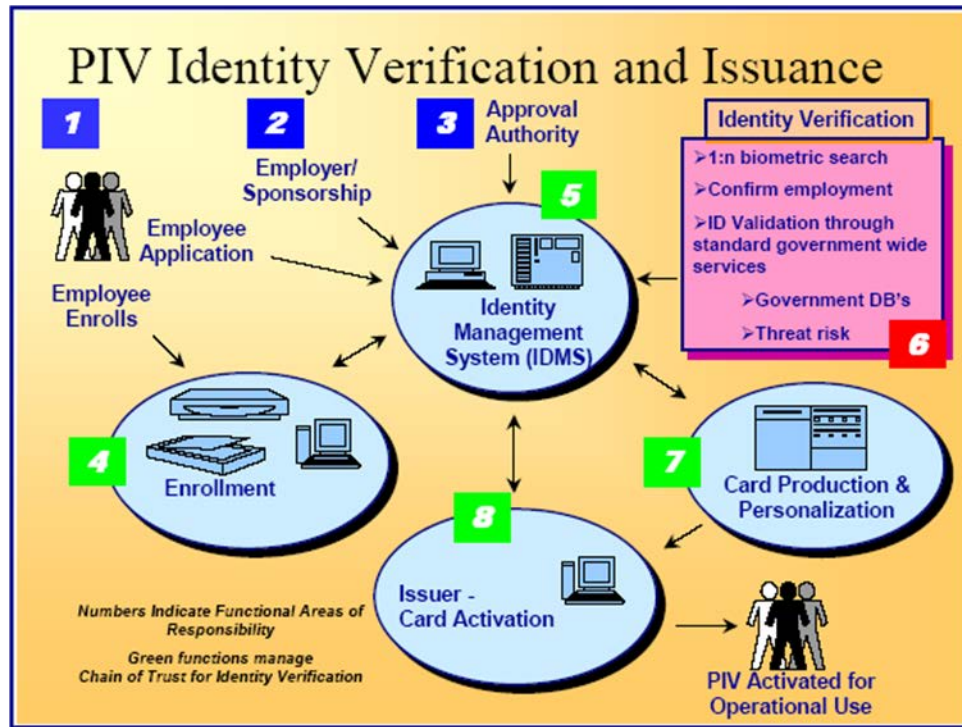 PIV Identity Verification and Issuance
1
2
3
Approval
Authority
Identity Verification
➢1:n biometric search
➢Confirm employment
➢ID Validation through
standard government wide
services
➢Government DB's
➢Threat risk
6
Employer/
Sponsorship
Employee
Application
Employee
Enrolls
5
Identity
Management
System (IDMS)
4
Enrollment
7
Card Production &
Personalization
8
Issuer -
Card Activation
Numbers Indicate Functional Areas of
Responsibility
Green functions manage
Chain of Trust for Identity Verification
PIV Activated for
Operational Use